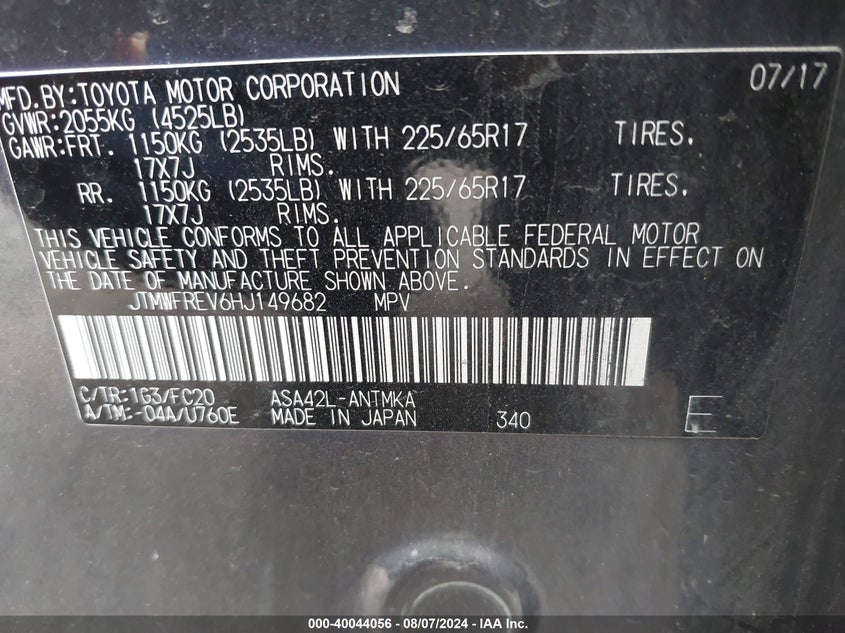 MFD.BY:TOYOTA MOTOR CORPORATION 07/17
GVWR:2055KG (4525LB)
GAWR:FRT. 1150KG (2535LB) WITH 225/65R17 TIRES.
17X7J RIMS.
RR. 1150KG (2535LB) WITH 225/65R17 TIRES.
17X7J RIMS.
THIS VEHICLE CONFORMS TO ALL APPLICABLE FEDERAL MOTOR
VEHICLE SAFETY AND THEFT PREVENTION STANDARDS IN EFFECT ON
THE DATE OF MANUFACTURE SHOWN ABOVE.
JTMWFREV6HJ149682 MPV
C/TR:1G3/FC20 ASA42L-ANTMKA
A/TM:-04A/U760E MADE IN JAPAN 340 E
000-40044056 - 08/07/2024 - IAA Inc.